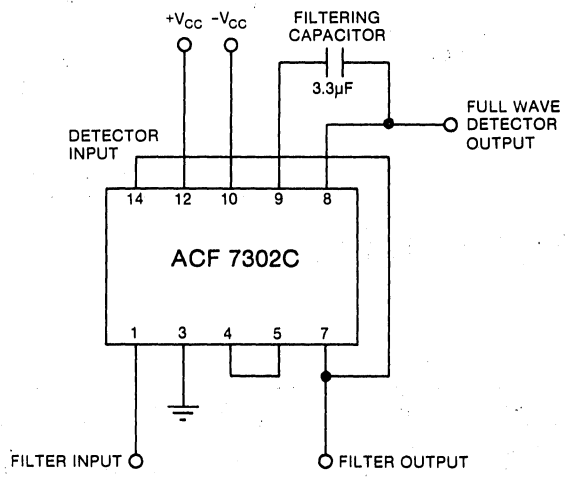 +VCC -VCC
FILTERING
CAPACITOR
3.3µF
FULL WAVE
DETECTOR
OUTPUT
DETECTOR
INPUT
14 12 10 9 8
ACF 7302C
1 3 4 5 7
FILTER INPUT
FILTER OUTPUT